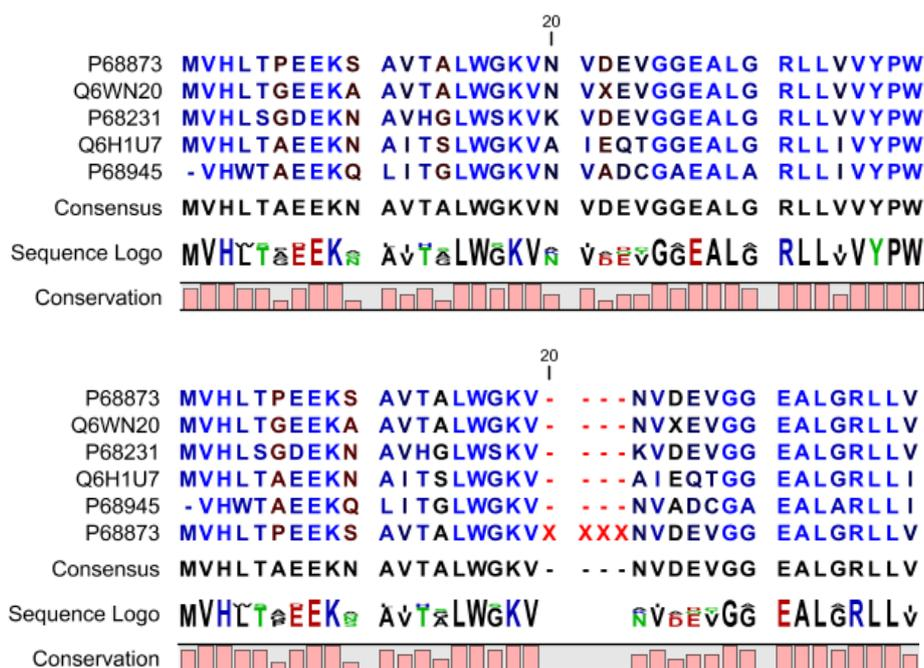 20
P68873 MVHLTPEEKS AVTALWGKVN VDEVGGEALG RLLVVYPW
Q6WN20 MVHLTGEEKA AVTALWGKVN VXEVGGEALG RLLVVYPW
P68231 MVHLSGDEKN AVHGLWSKVK VDEVGGEALG RLLVVYPW
Q6H1U7 MVHLTAEEKN AITSLWGKVA IEQTGGEALG RLLIVYPW
P68945 -VHWTAEEKQ LITGLWGKVN VADCGAEALA RLLIVYPW
Consensus MVHLTAEEKN AVTALWGKVN VDEVGGEALG RLLVVYPW
Sequence Logo
Conservation
20
P68873 MVHLTPEEKS AVTALWGKV- ---NVDEVGG EALGRLLV
Q6WN20 MVHLTGEEKA AVTALWGKV- ---NVXEVGG EALGRLLV
P68231 MVHLSGDEKN AVHGLWSKV- ---KVDEVGG EALGRLLV
Q6H1U7 MVHLTAEEKN AITSLWGKV- ---AIEQTGG EALGRLLI
P68945 -VHWTAEEKQ LITGLWGKV- ---NVADCGA EALARLLI
P68873 MVHLTPEEKS AVTALWGKVX XXXNVDEVGG EALGRLLV
Consensus MVHLTAEEKN AVTALWGKV- ---NVDEVGG EALGRLLV
Sequence Logo
Conservation